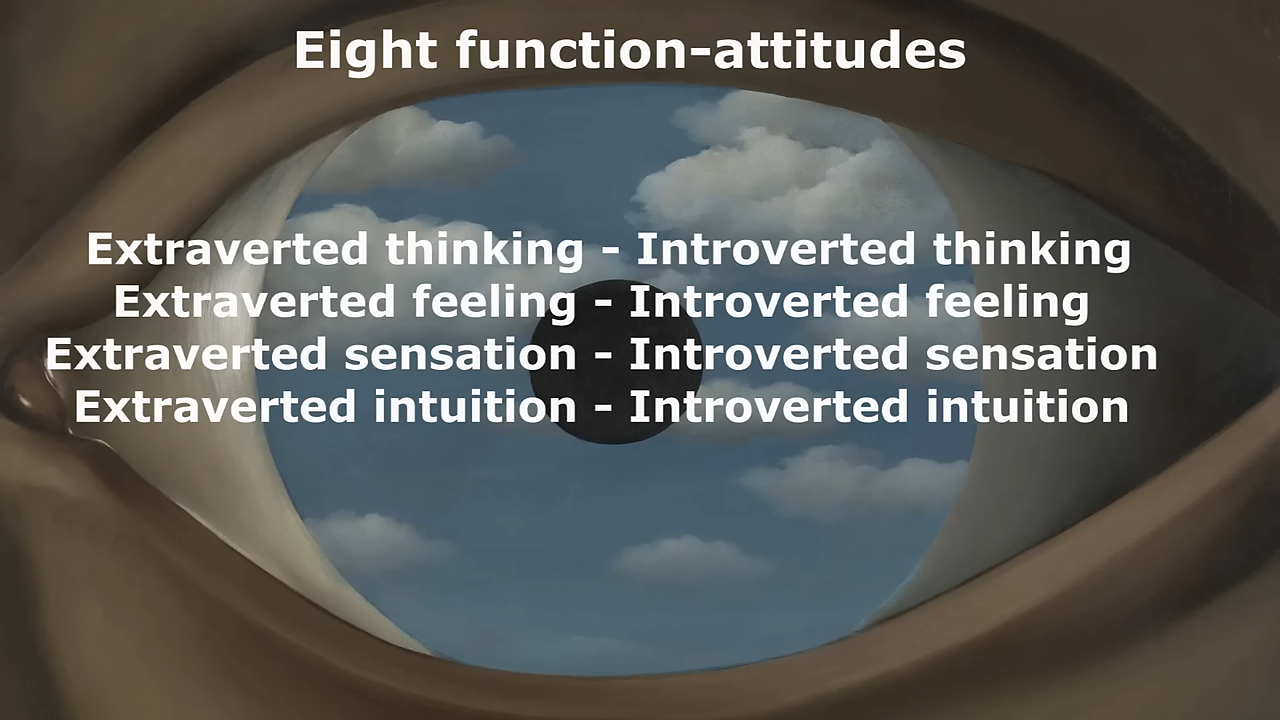 Eight function-attitudes
Extraverted thinking - Introverted thinking
Extraverted feeling - Introverted feeling
Extraverted sensation - Introverted sensation
Extraverted intuition - Introverted intuition